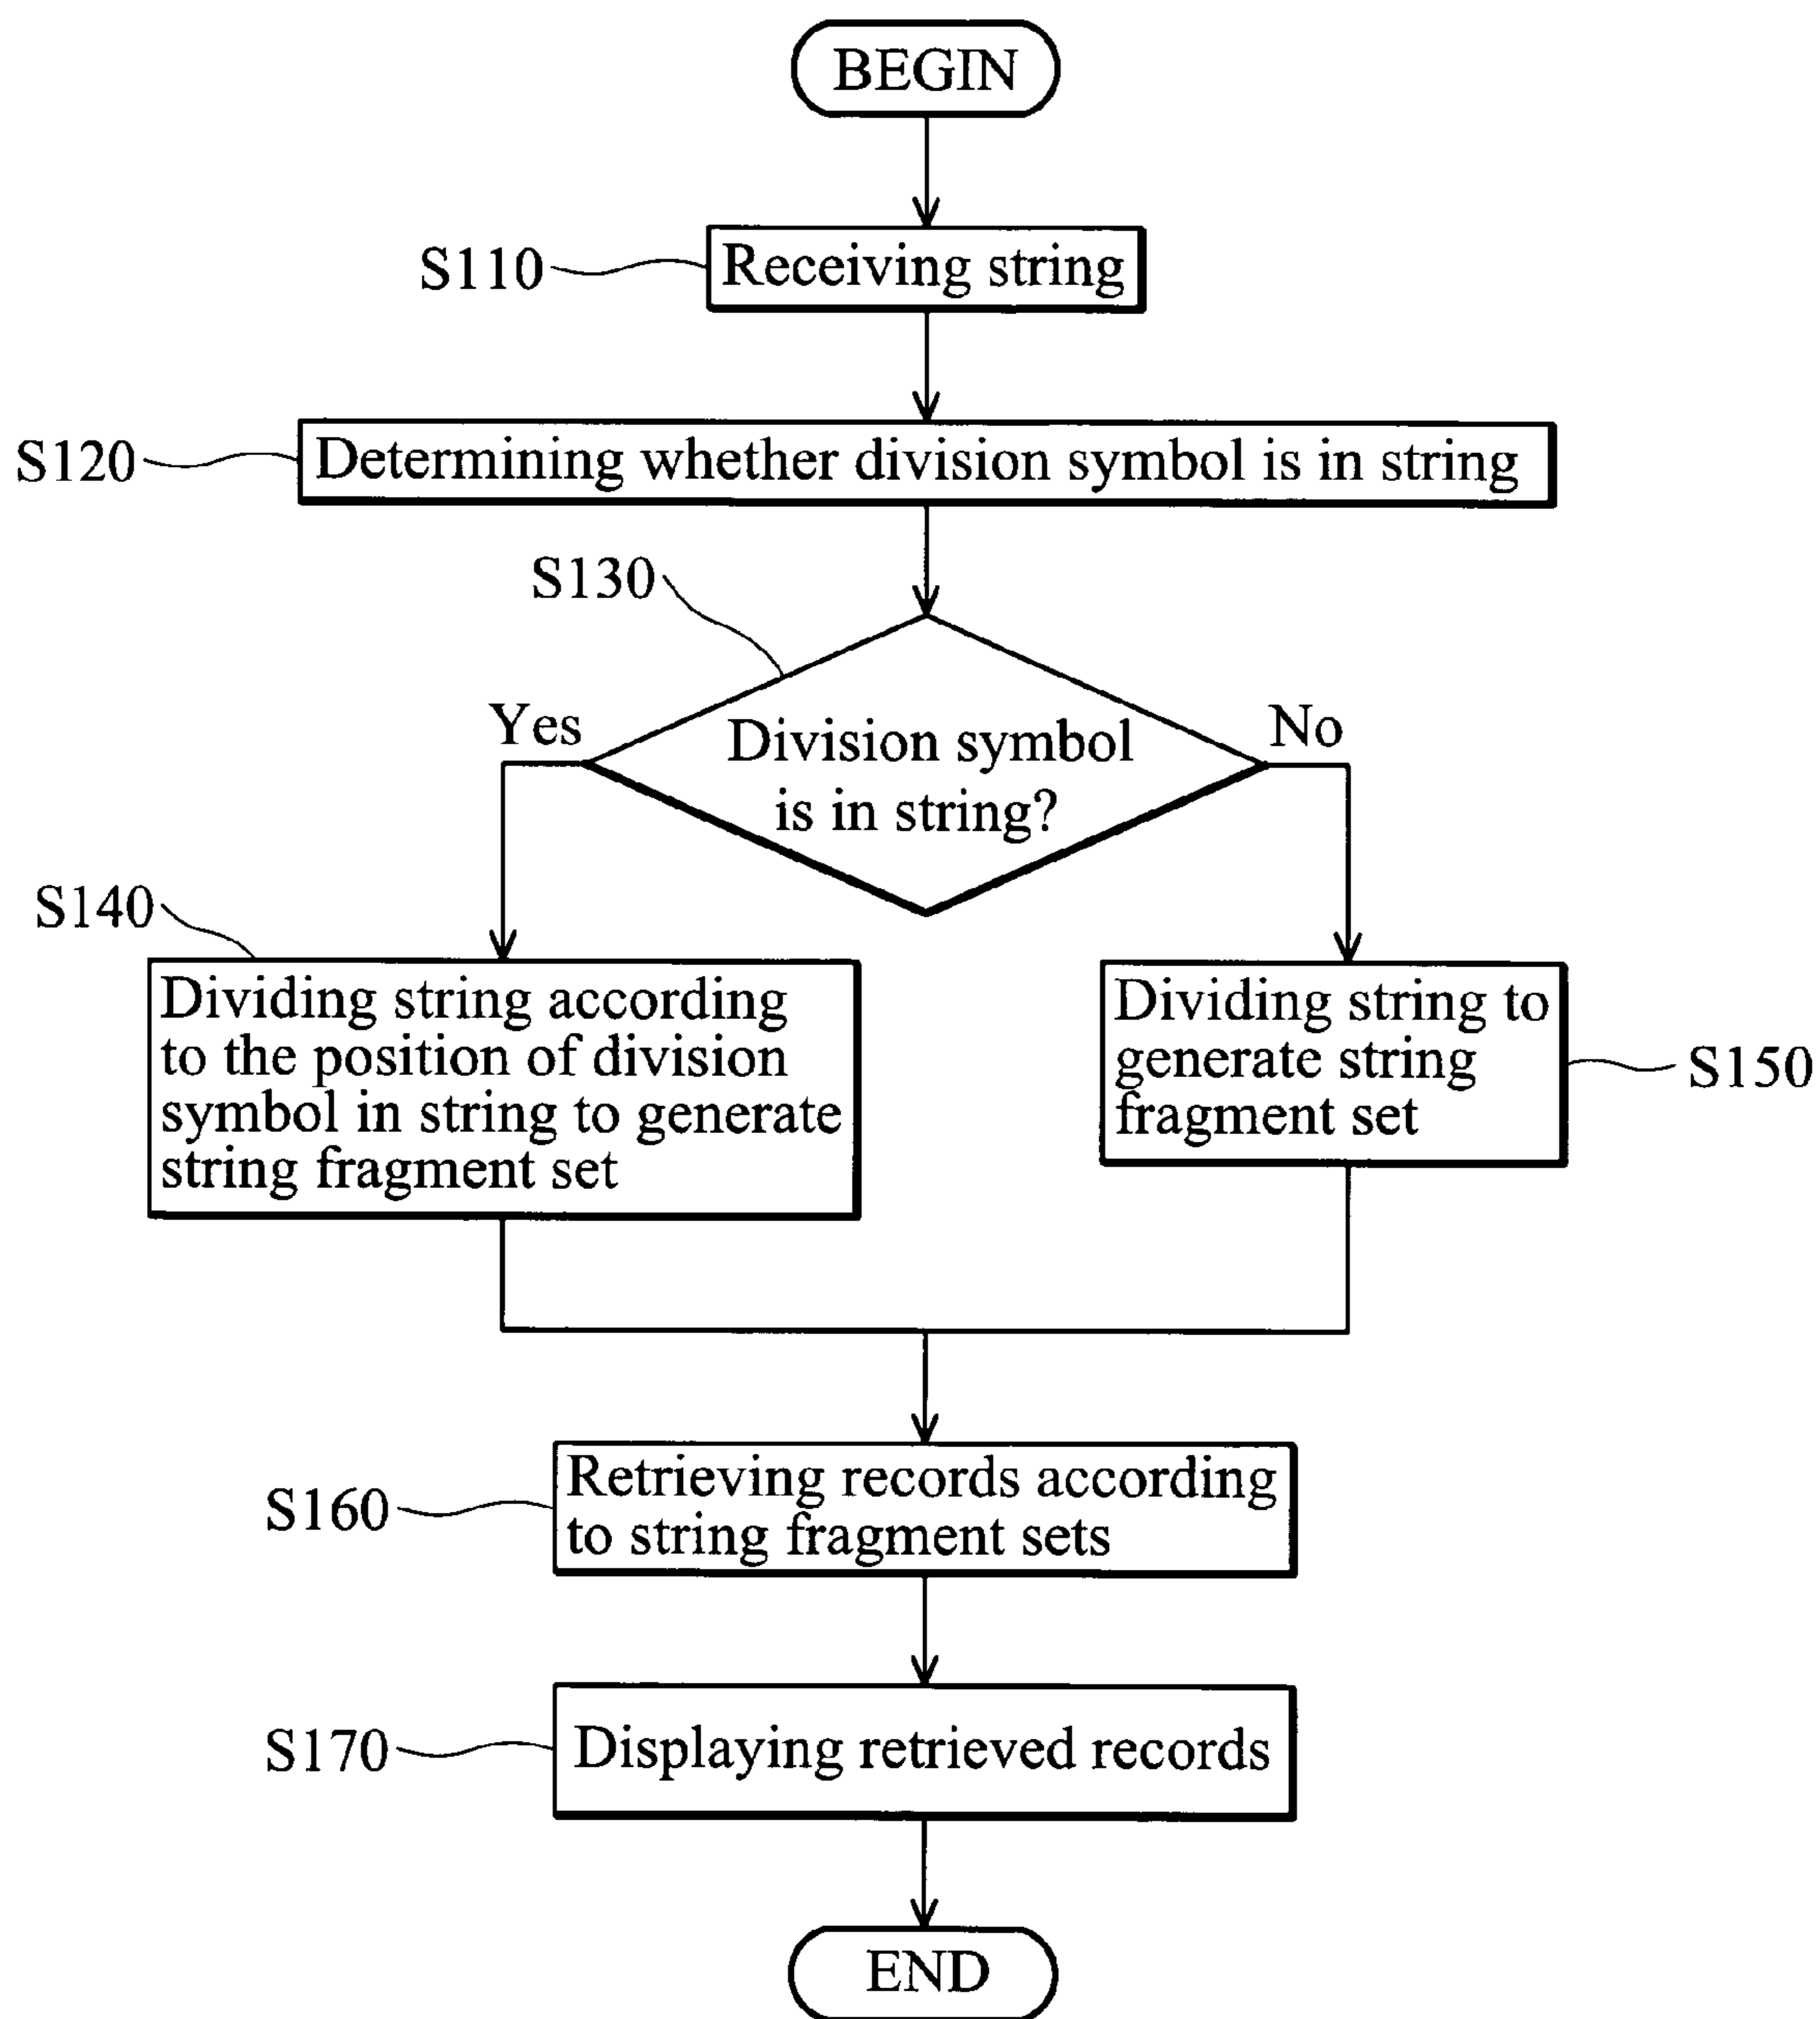 BEGIN
S110
Receiving string
S120
Determining whether division symbol is in string
S130
Yes
No
Division symbol
is in string?
S140
Dividing string according
to the position of division
symbol in string to generate
string fragment set
Dividing string to
generate string
fragment set
S150
S160
Retrieving records according
to string fragment sets
S170
Displaying retrieved records
END